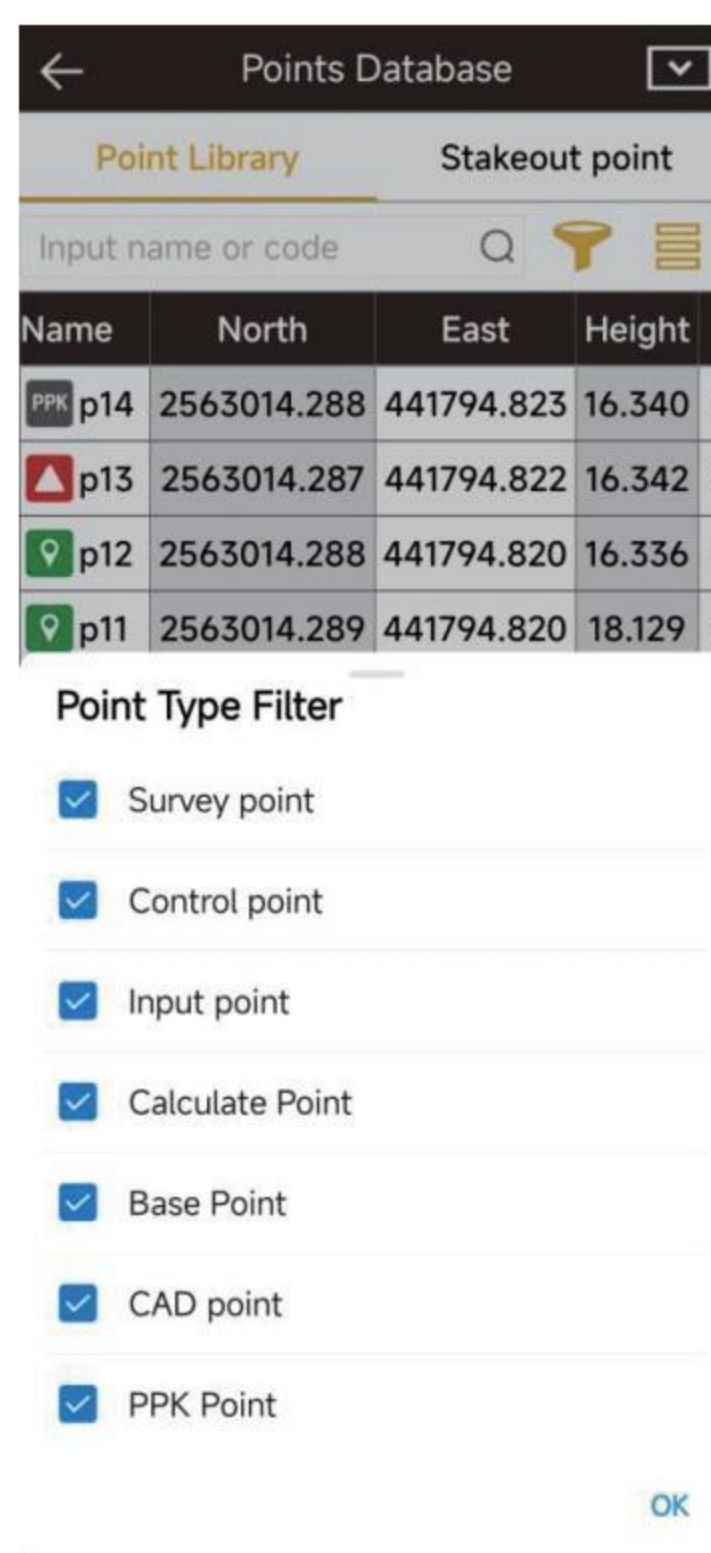 Points Database
Point Library Stakeout point
Input name or code
Name North East Height
PPK p14 2563014.288 441794.823 16.340
p13 2563014.287 441794.822 16.342
p12 2563014.288 441794.820 16.336
p11 2563014.289 441794.820 18.129
Point Type Filter
Survey point
Control point
Input point
Calculate Point
Base Point
CAD point
PPK Point
OK